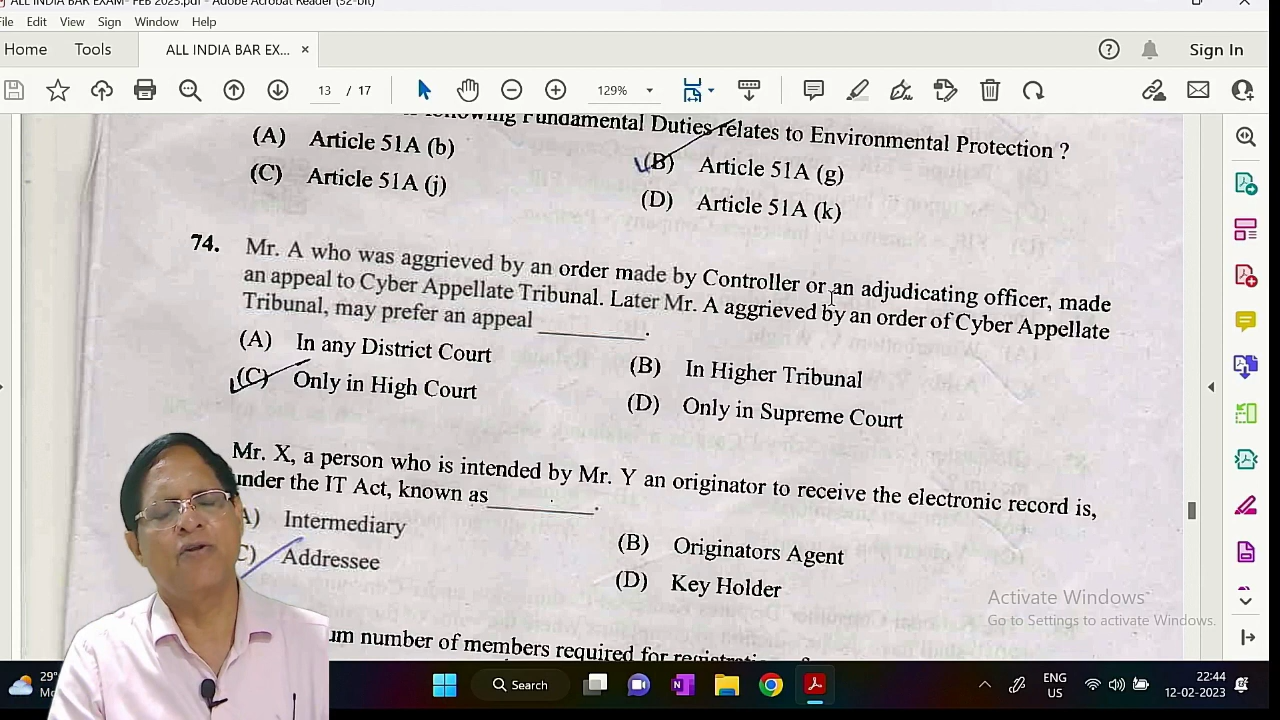 ALL INDIA BAR EXAM- FEB 2023.pdf - Adobe Acrobat Reader (32-bit)
File Edit View Sign Window Help
Home Tools ALL INDIA BAR EX... × Sign In
13 / 17 129%
following Fundamental Duties relates to Environmental Protection ?
(A) Article 51A (b)
(B) Article 51A (g)
(C) Article 51A (j)
(D) Article 51A (k)
74. Mr. A who was aggrieved by an order made by Controller or an adjudicating officer, made
an appeal to Cyber Appellate Tribunal. Later Mr. A aggrieved by an order of Cyber Appellate
Tribunal, may prefer an appeal ________.
(A) In any District Court
(B) In Higher Tribunal
(C) Only in High Court
(D) Only in Supreme Court
Mr. X, a person who is intended by Mr. Y an originator to receive the electronic record is,
under the IT Act, known as ________.
A) Intermediary
(B) Originators Agent
C) Addressee
(D) Key Holder
Activate Windows
Go to Settings to activate Windows.
um number of members required for registration
29°
Search
ENG
US
22:44
12-02-2023